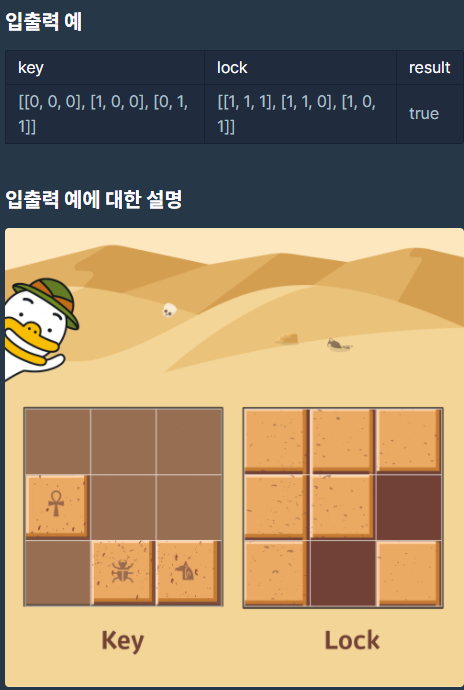 입출력 예
key lock result
[[0, 0, 0], [1, 0, 0], [0, 1, [[1, 1, 1], [1, 1, 0], [1, 0, true
1]] 1]]
입출력 예에 대한 설명
Key Lock